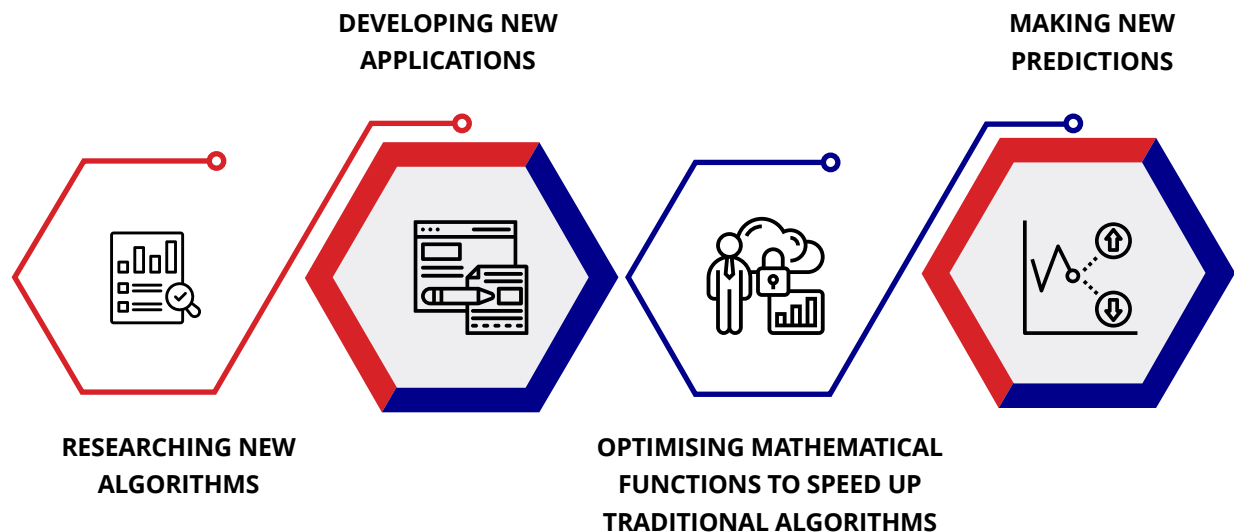 RESEARCHING NEW
ALGORITHMS
DEVELOPING NEW
APPLICATIONS
OPTIMISING MATHEMATICAL
FUNCTIONS TO SPEED UP
TRADITIONAL ALGORITHMS
MAKING NEW
PREDICTIONS